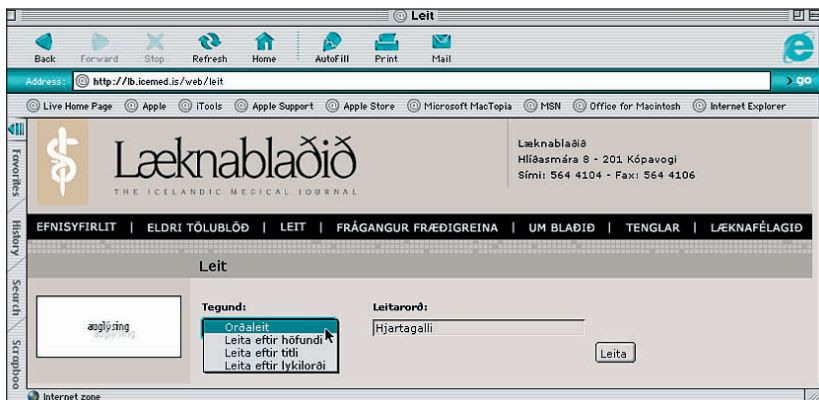 Leit
Back Forward Stop Refresh Home AutoFill Print Mail
Address: http://lb.icemed.is/web/leit go
Live Home Page Apple iTools Apple Support Apple Store Microsoft MacTopia MSN Office for Macintosh Internet Explorer
Favorites
History
Search
Scrapboo
Læknablaðið
THE ICELANDIC MEDICAL JOURNAL
Læknablaðið
Hlíðasmára 8 - 201 Kópavogi
Sími: 564 4104 - Fax: 564 4106
EFNISYFIRLIT | ELDRI TÖLUBLÖÐ | LEIT | FRÁGANGUR FRÆÐIGREINA | UM BLAÐIÐ | TENGLAR | LÆKNAFÉLAGIÐ
Leit
auglýsing
Tegund:
Orðaleit
Leita eftir höfundi
Leita eftir titli
Leita eftir lykilorði
Leitarorð:
Hjartagalli
Leita
Internet zone